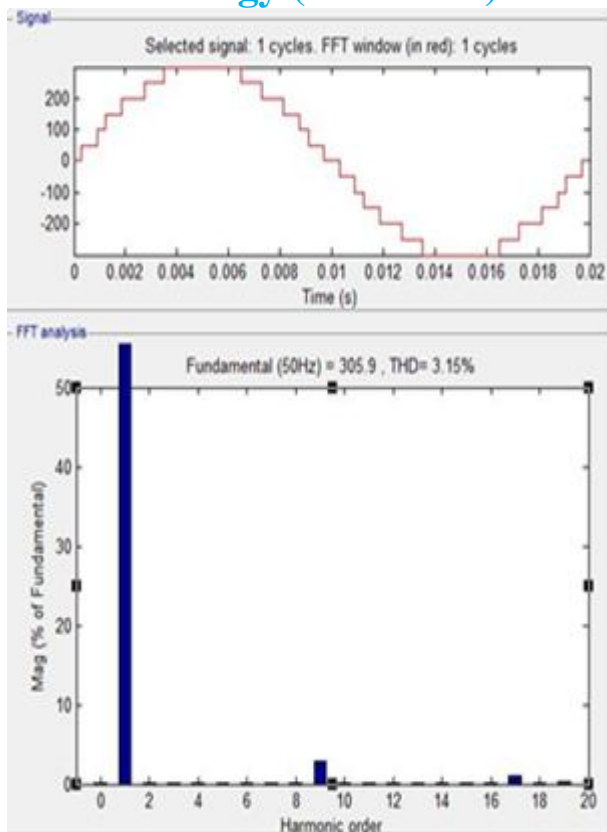 Signal
Selected signal: 1 cycles. FFT window (in red): 1 cycles
200
100
0
-100
-200
0 0.002 0.004 0.006 0.008 0.01 0.012 0.014 0.016 0.018 0.02
Time (s)
FFT analysis
Fundamental (50Hz) = 305.9 , THD= 3.15%
50
40
30
20
10
0
Mag (% of Fundamental)
0 2 4 6 8 10 12 14 16 18 20
Harmonic order